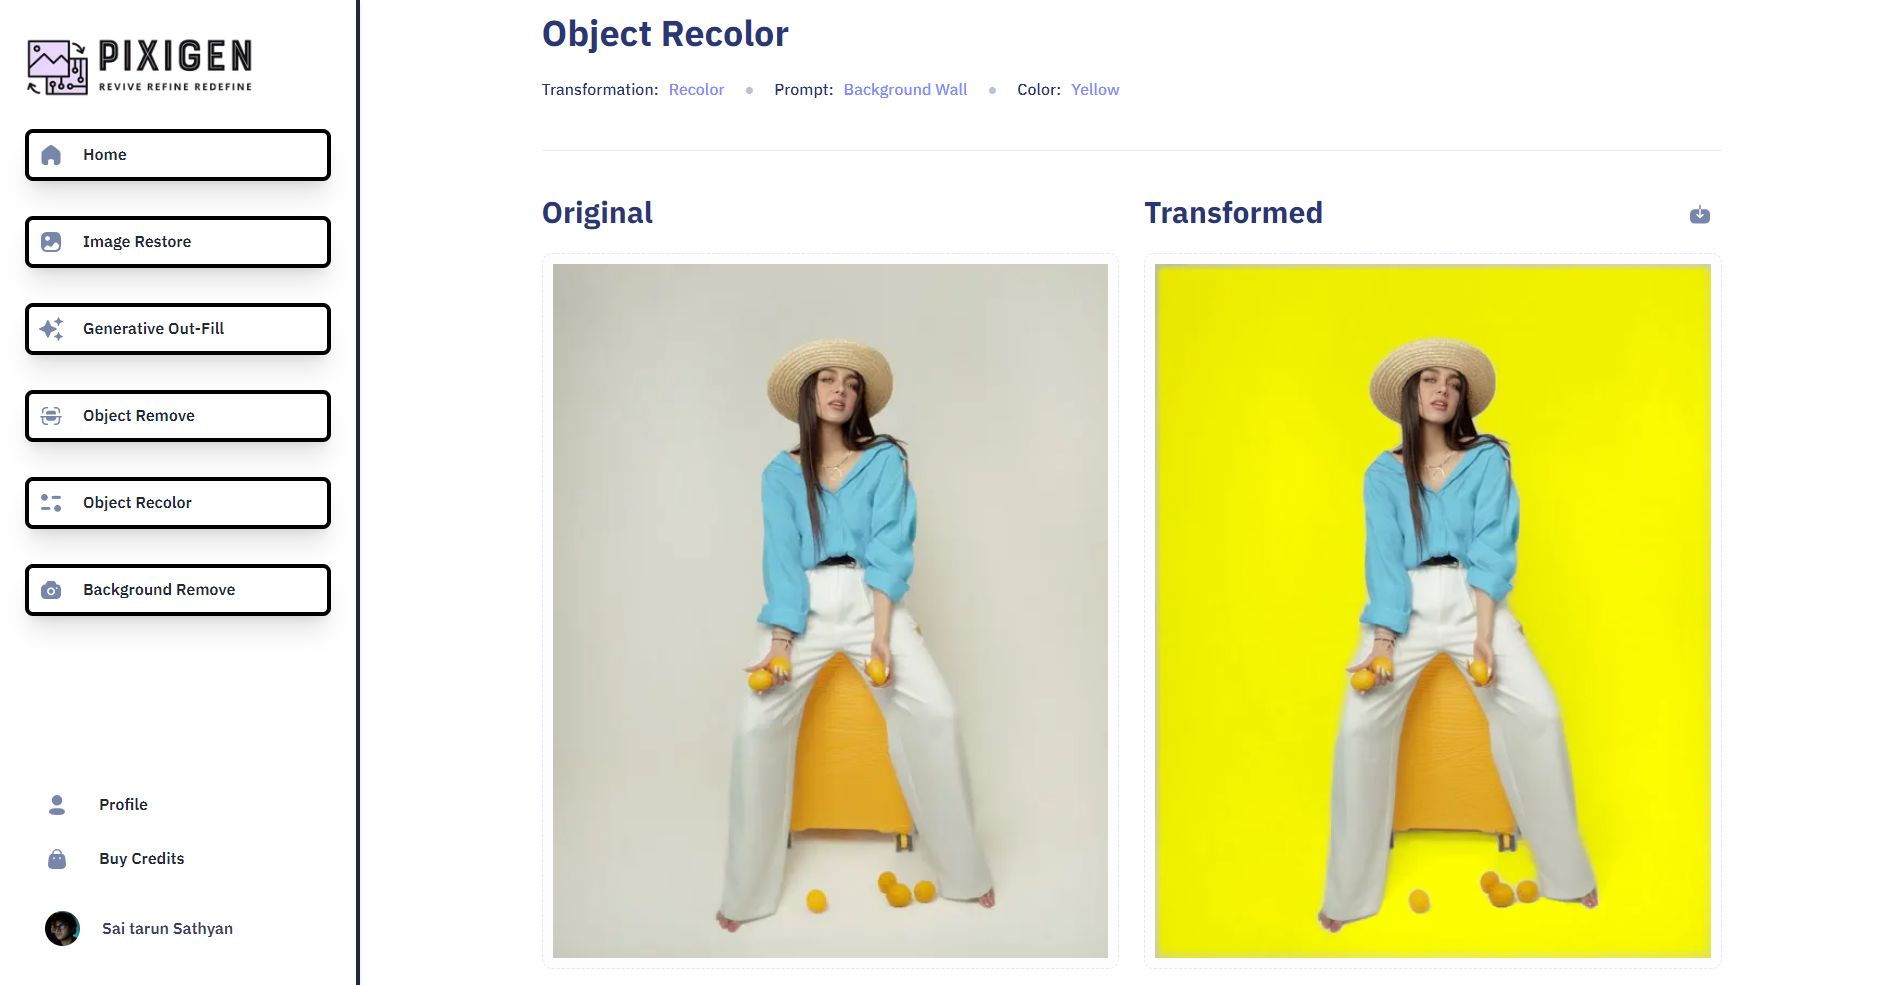 PIXIGEN
REVIVE REFINE REDEFINE
Home
Image Restore
Generative Out-Fill
Object Remove
Object Recolor
Background Remove
Profile
Buy Credits
Sai tarun Sathyan
Object Recolor
Transformation: Recolor • Prompt: Background Wall • Color: Yellow
Original
Transformed